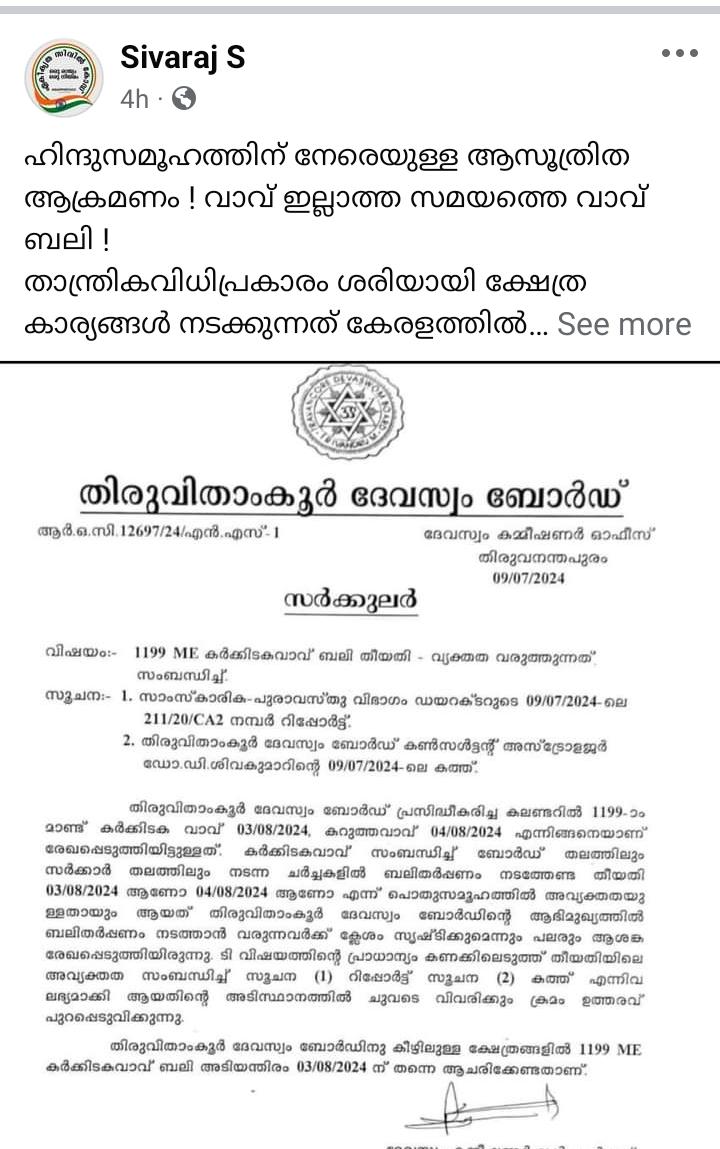 Sivaraj S
4h ·
ഹിന്ദുസമൂഹത്തിന് നേരെയുള്ള ആസൂത്രിത
ആക്രമണം ! വാവ് ഇല്ലാത്ത സമയത്തെ വാവ്
ബലി !
താന്ത്രികവിധിപ്രകാരം ശരിയായി ക്ഷേത്ര
കാര്യങ്ങൾ നടക്കുന്നത് കേരളത്തിൽ... See more
TRAVANCORE DEVASWOM BOARD
തിരുവിതാംകൂർ ദേവസ്വം ബോർഡ്
ആർ.ഒ.സി.12697/24/എൻ.എസ്-1 ദേവസ്വം കമ്മീഷണർ ഓഫീസ്
തിരുവനന്തപുരം
09/07/2024
സർക്കുലർ
വിഷയം:- 1199 ME കർക്കിടകവാവ് ബലി തീയതി - വ്യക്തത വരുത്തുന്നത്
സംബന്ധിച്ച്.
സൂചന:- 1. സാംസ്കാരിക-പുരാവസ്തു വിഭാഗം ഡയറക്ടറുടെ 09/07/2024-ലെ
211/20/CA2 നമ്പർ റിപ്പോർട്ട്.
2. തിരുവിതാംകൂർ ദേവസ്വം ബോർഡ് കൺസൾട്ടന്റ് അസ്ട്രോളജർ
ഡോ.ഡി.ശിവകുമാറിന്റെ 09/07/2024-ലെ കത്ത്.
തിരുവിതാംകൂർ ദേവസ്വം ബോർഡ് പ്രസിദ്ധീകരിച്ച കലണ്ടറിൽ 1199-ാം
മാണ്ട് കർക്കിടക വാവ് 03/08/2024, കറുത്തവാവ് 04/08/2024 എന്നിങ്ങനെയാണ്
രേഖപ്പെടുത്തിയിട്ടുള്ളത്. കർക്കിടകവാവ് സംബന്ധിച്ച് ബോർഡ് തലത്തിലും
സർക്കാർ തലത്തിലും നടന്ന ചർച്ചകളിൽ ബലിതർപ്പണം നടത്തേണ്ട തീയതി
03/08/2024 ആണോ 04/08/2024 ആണോ എന്ന് പൊതുസമൂഹത്തിൽ അവ്യക്തതയു
ള്ളതായും ആയത് തിരുവിതാംകൂർ ദേവസ്വം ബോർഡിന്റെ ആഭിമുഖ്യത്തിൽ
ബലിതർപ്പണം നടത്താൻ വരുന്നവർക്ക് ക്ലേശം സൃഷ്ടിക്കുമെന്നും പലരും ആശങ്ക
രേഖപ്പെടുത്തിയിരുന്നു. ടി വിഷയത്തിന്റെ പ്രാധാന്യം കണക്കിലെടുത്ത് തീയതിയിലെ
അവ്യക്തത സംബന്ധിച്ച് സൂചന (1) റിപ്പോർട്ട് സൂചന (2) കത്ത് എന്നിവ
ലഭ്യമാക്കി ആയതിന്റെ അടിസ്ഥാനത്തിൽ ചുവടെ വിവരിക്കും ക്രമം ഉത്തരവ്
പുറപ്പെടുവിക്കുന്നു.
തിരുവിതാംകൂർ ദേവസ്വം ബോർഡിനു കീഴിലുള്ള ക്ഷേത്രങ്ങളിൽ 1199 ME
കർക്കിടകവാവ് ബലി അടിയന്തിരം 03/08/2024 ന് തന്നെ ആചരിക്കേണ്ടതാണ്.